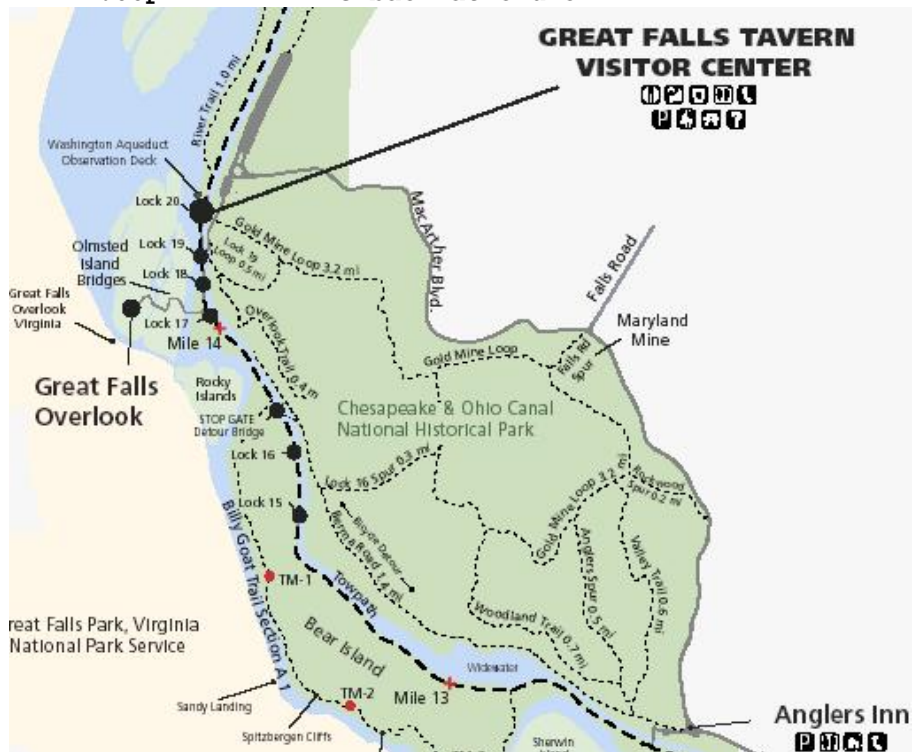 GREAT FALLS TAVERN
VISITOR CENTER
River Trail 1.0 mi
Washington Aqueduct
Observation Deck
Lock 20
MacArther Blvd.
Gold Mine Loop 3.2 mi
Lock 19
Lock 19
Loop 0.5 mi
Olmsted
Island
Bridges
Lock 18
Falls Road
Great Falls
Overlook
Virginia
Lock 17
Mile 14
Overlook Trail 0.4 m
Maryland
Mine
Gold Mine Loop
Falls Rd
Spur
Great Falls
Overlook
Rocky
Islands
STOP GATE
Detour Bridge
Chesapeake & Ohio Canal
National Historical Park
Lock 16
Lock 16 Spur 0.3 mi
Gold Mine Loop 3.2 mi
Rockwood
Spur 0.2 mi
Lock 15
Billy Goat Trail Section A 1
Bicycle Detour
Berma Road 1.4 mi
Anglers Spur 0.5 mi
Valley Trail 0.6 mi
TM-1
Towpath
Woodland Trail 0.7 mi
reat Falls Park, Virginia
National Park Service
Bear Island
Widewater
Mile 13
TM-2
Sandy Landing
Spitzbergen Cliffs
Anglers Inn
Sherwin